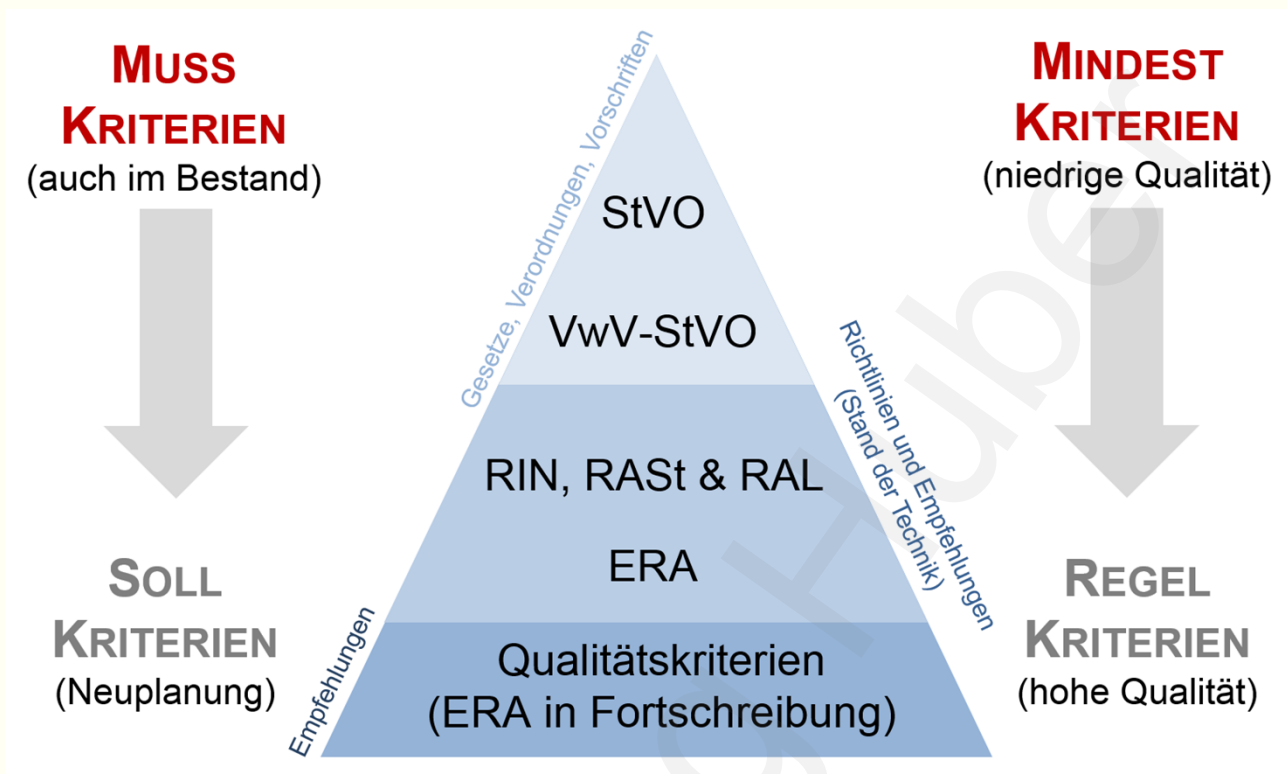 MUSS
KRITERIEN
(auch im Bestand)
SOLL
KRITERIEN
(Neuplanung)
Gesetze, Verordnungen, Vorschriften
StVO
VwV-StVO
RIN, RASt & RAL
ERA
Richtlinien und Empfehlungen
(Stand der Technik)
Empfehlungen
Qualitätskriterien
(ERA in Fortschreibung)
MINDEST
KRITERIEN
(niedrige Qualität)
REGEL
KRITERIEN
(hohe Qualität)
g Huber